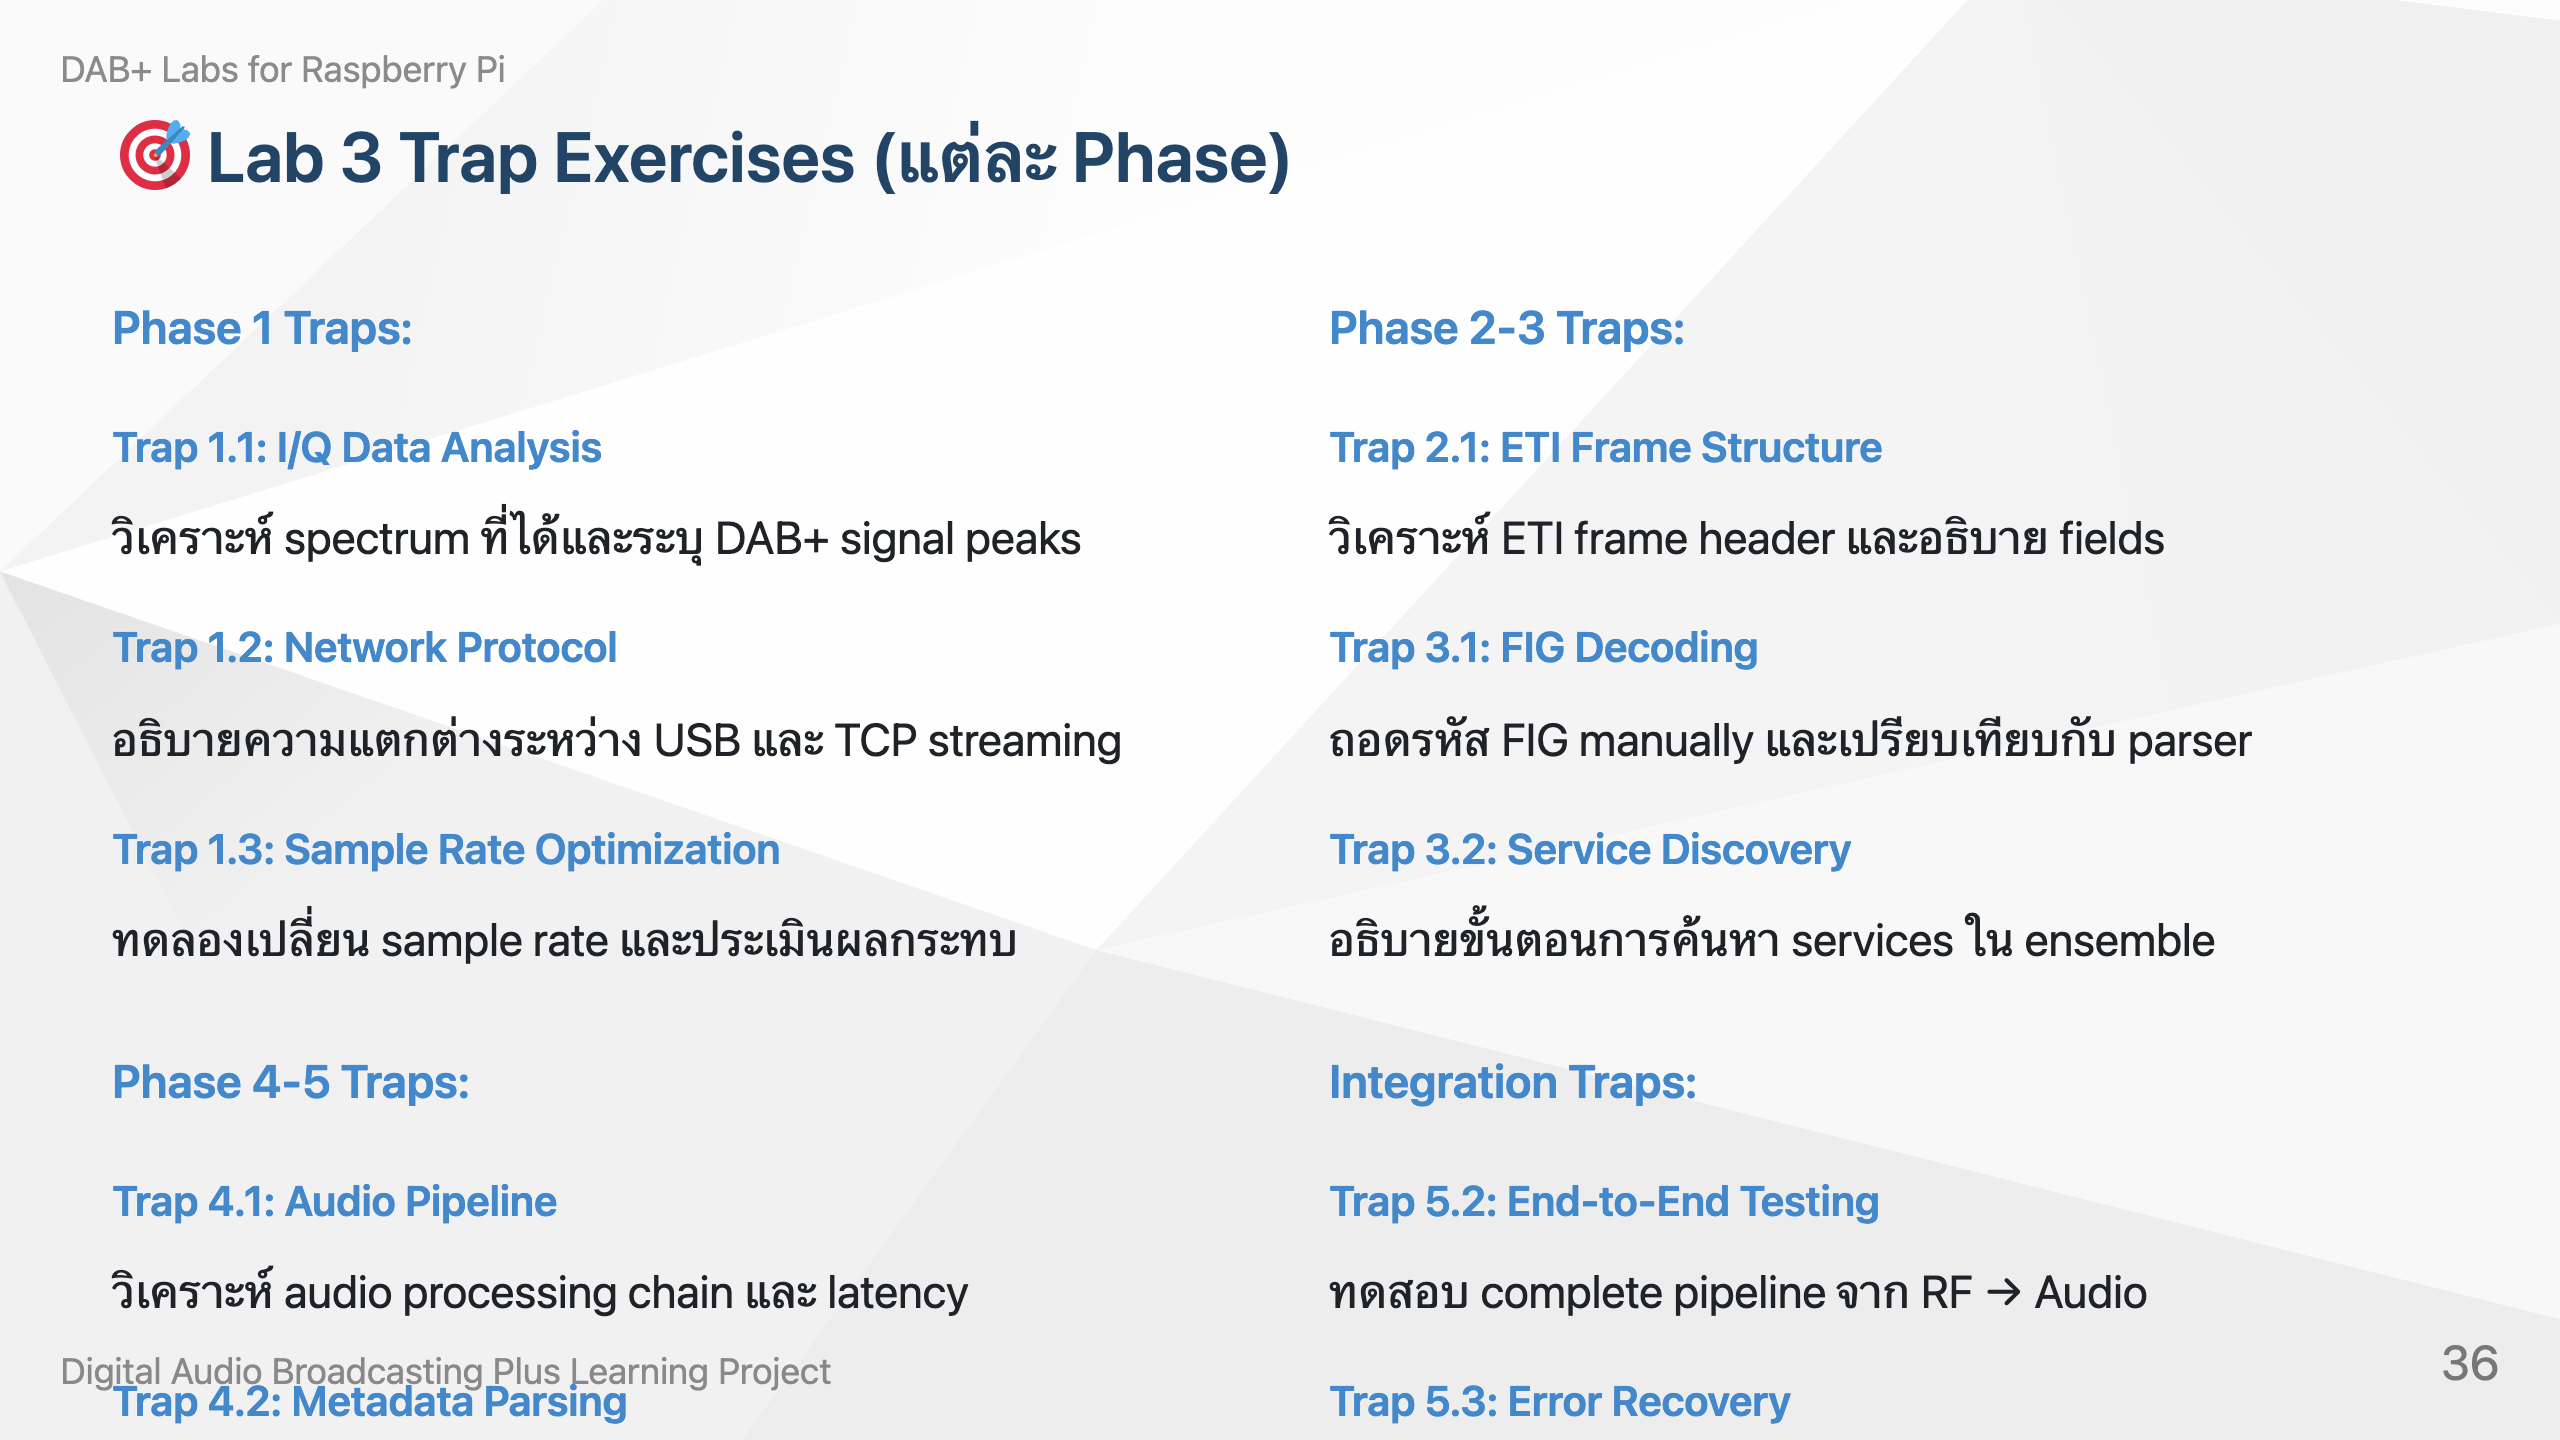 DAB+ Labs for Raspberry Pi
🎯 Lab 3 Trap Exercises (แต่ละ Phase)
Phase 1 Traps:
Trap 1.1: I/Q Data Analysis
วิเคราะห์ spectrum ที่ได้และระบุ DAB+ signal peaks
Trap 1.2: Network Protocol
อธิบายความแตกต่างระหว่าง USB และ TCP streaming
Trap 1.3: Sample Rate Optimization
ทดลองเปลี่ยน sample rate และประเมินผลกระทบ
Phase 2-3 Traps:
Trap 2.1: ETI Frame Structure
วิเคราะห์ ETI frame header และอธิบาย fields
Trap 3.1: FIG Decoding
ถอดรหัส FIG manually และเปรียบเทียบกับ parser
Trap 3.2: Service Discovery
อธิบายขั้นตอนการค้นหา services ใน ensemble
Phase 4-5 Traps:
Trap 4.1: Audio Pipeline
วิเคราะห์ audio processing chain และ latency
Trap 4.2: Metadata Parsing
Integration Traps:
Trap 5.2: End-to-End Testing
ทดสอบ complete pipeline จาก RF → Audio
Trap 5.3: Error Recovery
Digital Audio Broadcasting Plus Learning Project
36